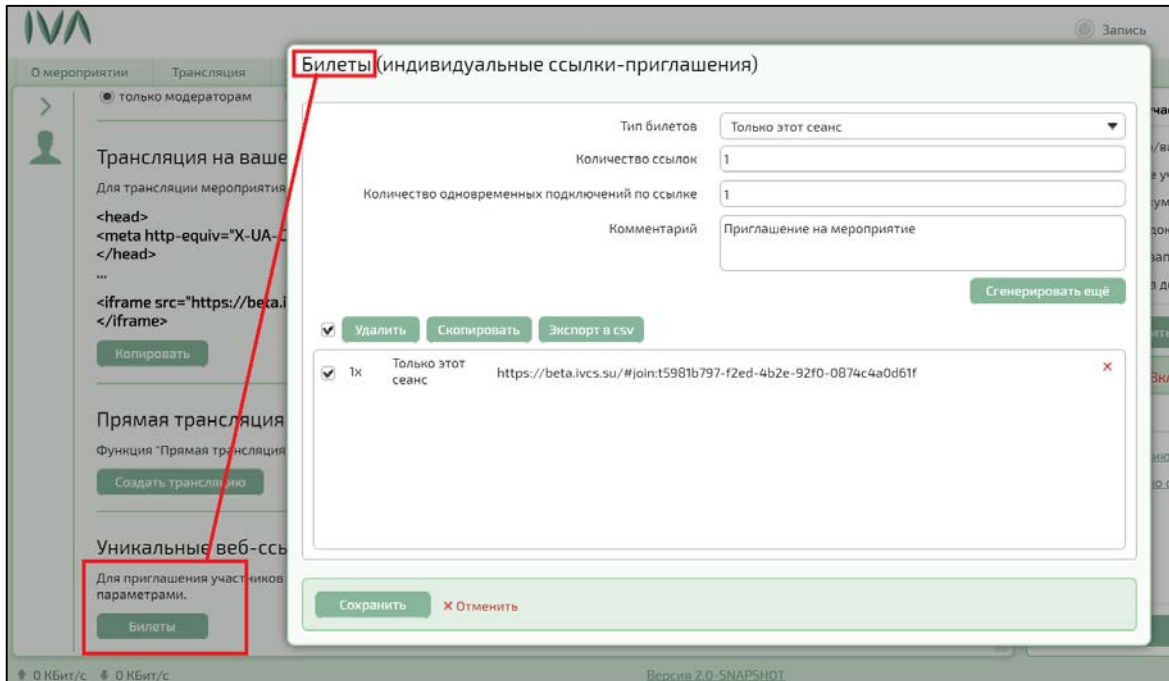 IVA
Запись
О мероприятии Трансляция
только модераторам
Трансляция на ваше
Для трансляции мероприятия
<head>
<meta http-equiv="X-UA-C
</head>
...
<iframe src="https://beta.i
</iframe>
Копировать
Прямая трансляция
Функция "Прямая трансляция
Создать трансляцию
Уникальные веб-ссы
Для приглашения участников
параметрами.
Билеты
Билеты (индивидуальные ссылки-приглашения)
Тип билетов Только этот сеанс
Количество ссылок 1
Количество одновременных подключений по ссылке 1
Комментарий Приглашение на мероприятие
Сгенерировать ещё
Удалить Скопировать Экспорт в csv
1x Только этот
сеанс https://beta.ivcs.su/#join:t5981b797-f2ed-4b2e-92f0-0874c4a0d61f
Сохранить Отменить
0 КБит/с 0 КБит/с Версия 2.0-SNAPSHOT